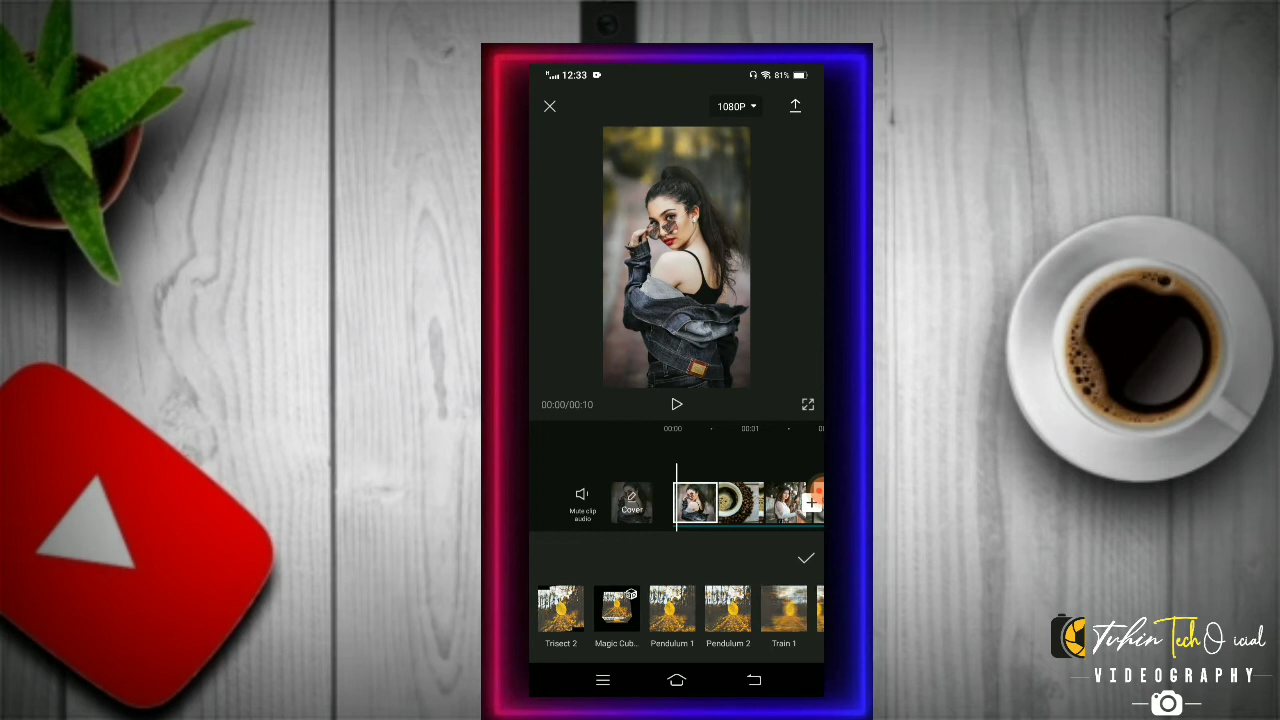 12:33
81%
1080P
00:00/00:10
00:00
00:01
Mute clip
audio
Cover
Trisect 2
Magic Cub...
Pendulum 1
Pendulum 2
Train 1
Tuhin Tech O icial
VIDEOGRAPHY